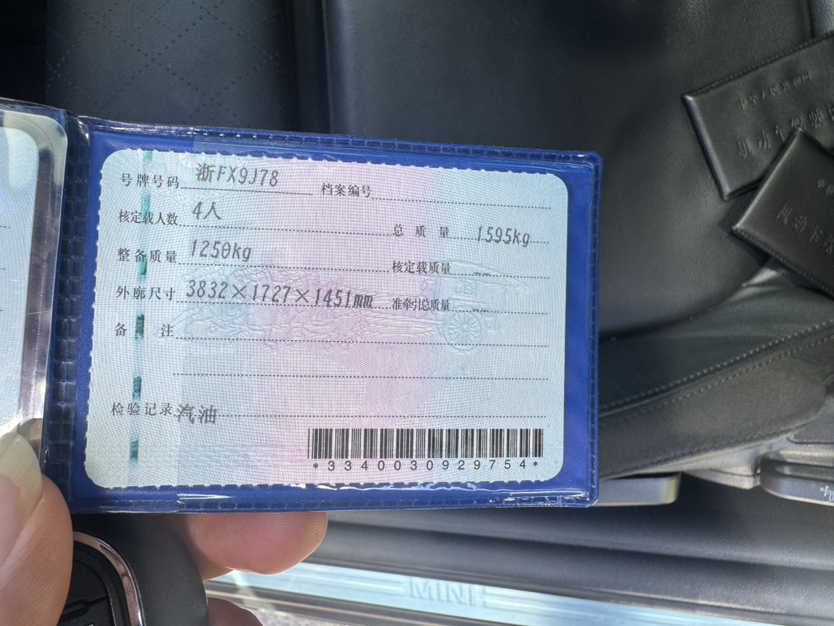 号牌号码 浙FX9J78 档案编号
核定载人数 4人 总质量 1595kg
整备质量 1250kg 核定载质量 --
外廓尺寸 3832×1727×1451mm 准牵引总质量 --
备注
检验记录 汽油
*3340030929754*
MINI